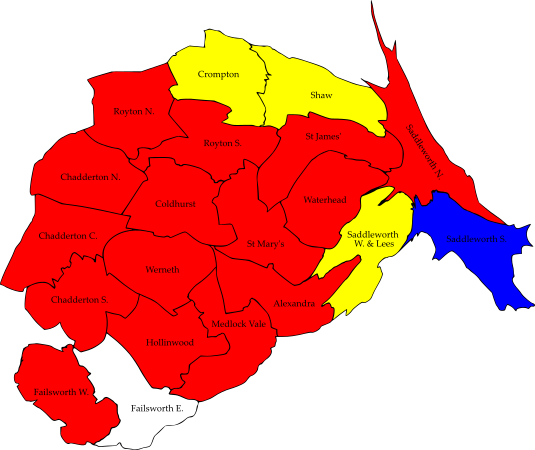 Crompton
Shaw
Royton N.
Royton S.
St James'
Saddleworth N.
Chadderton N.
Coldhurst
Waterhead
Chadderton C.
St Mary's
Saddleworth
W. & Lees
Saddleworth S.
Werneth
Chadderton S.
Alexandra
Medlock Vale
Hollinwood
Failsworth W.
Failsworth E.